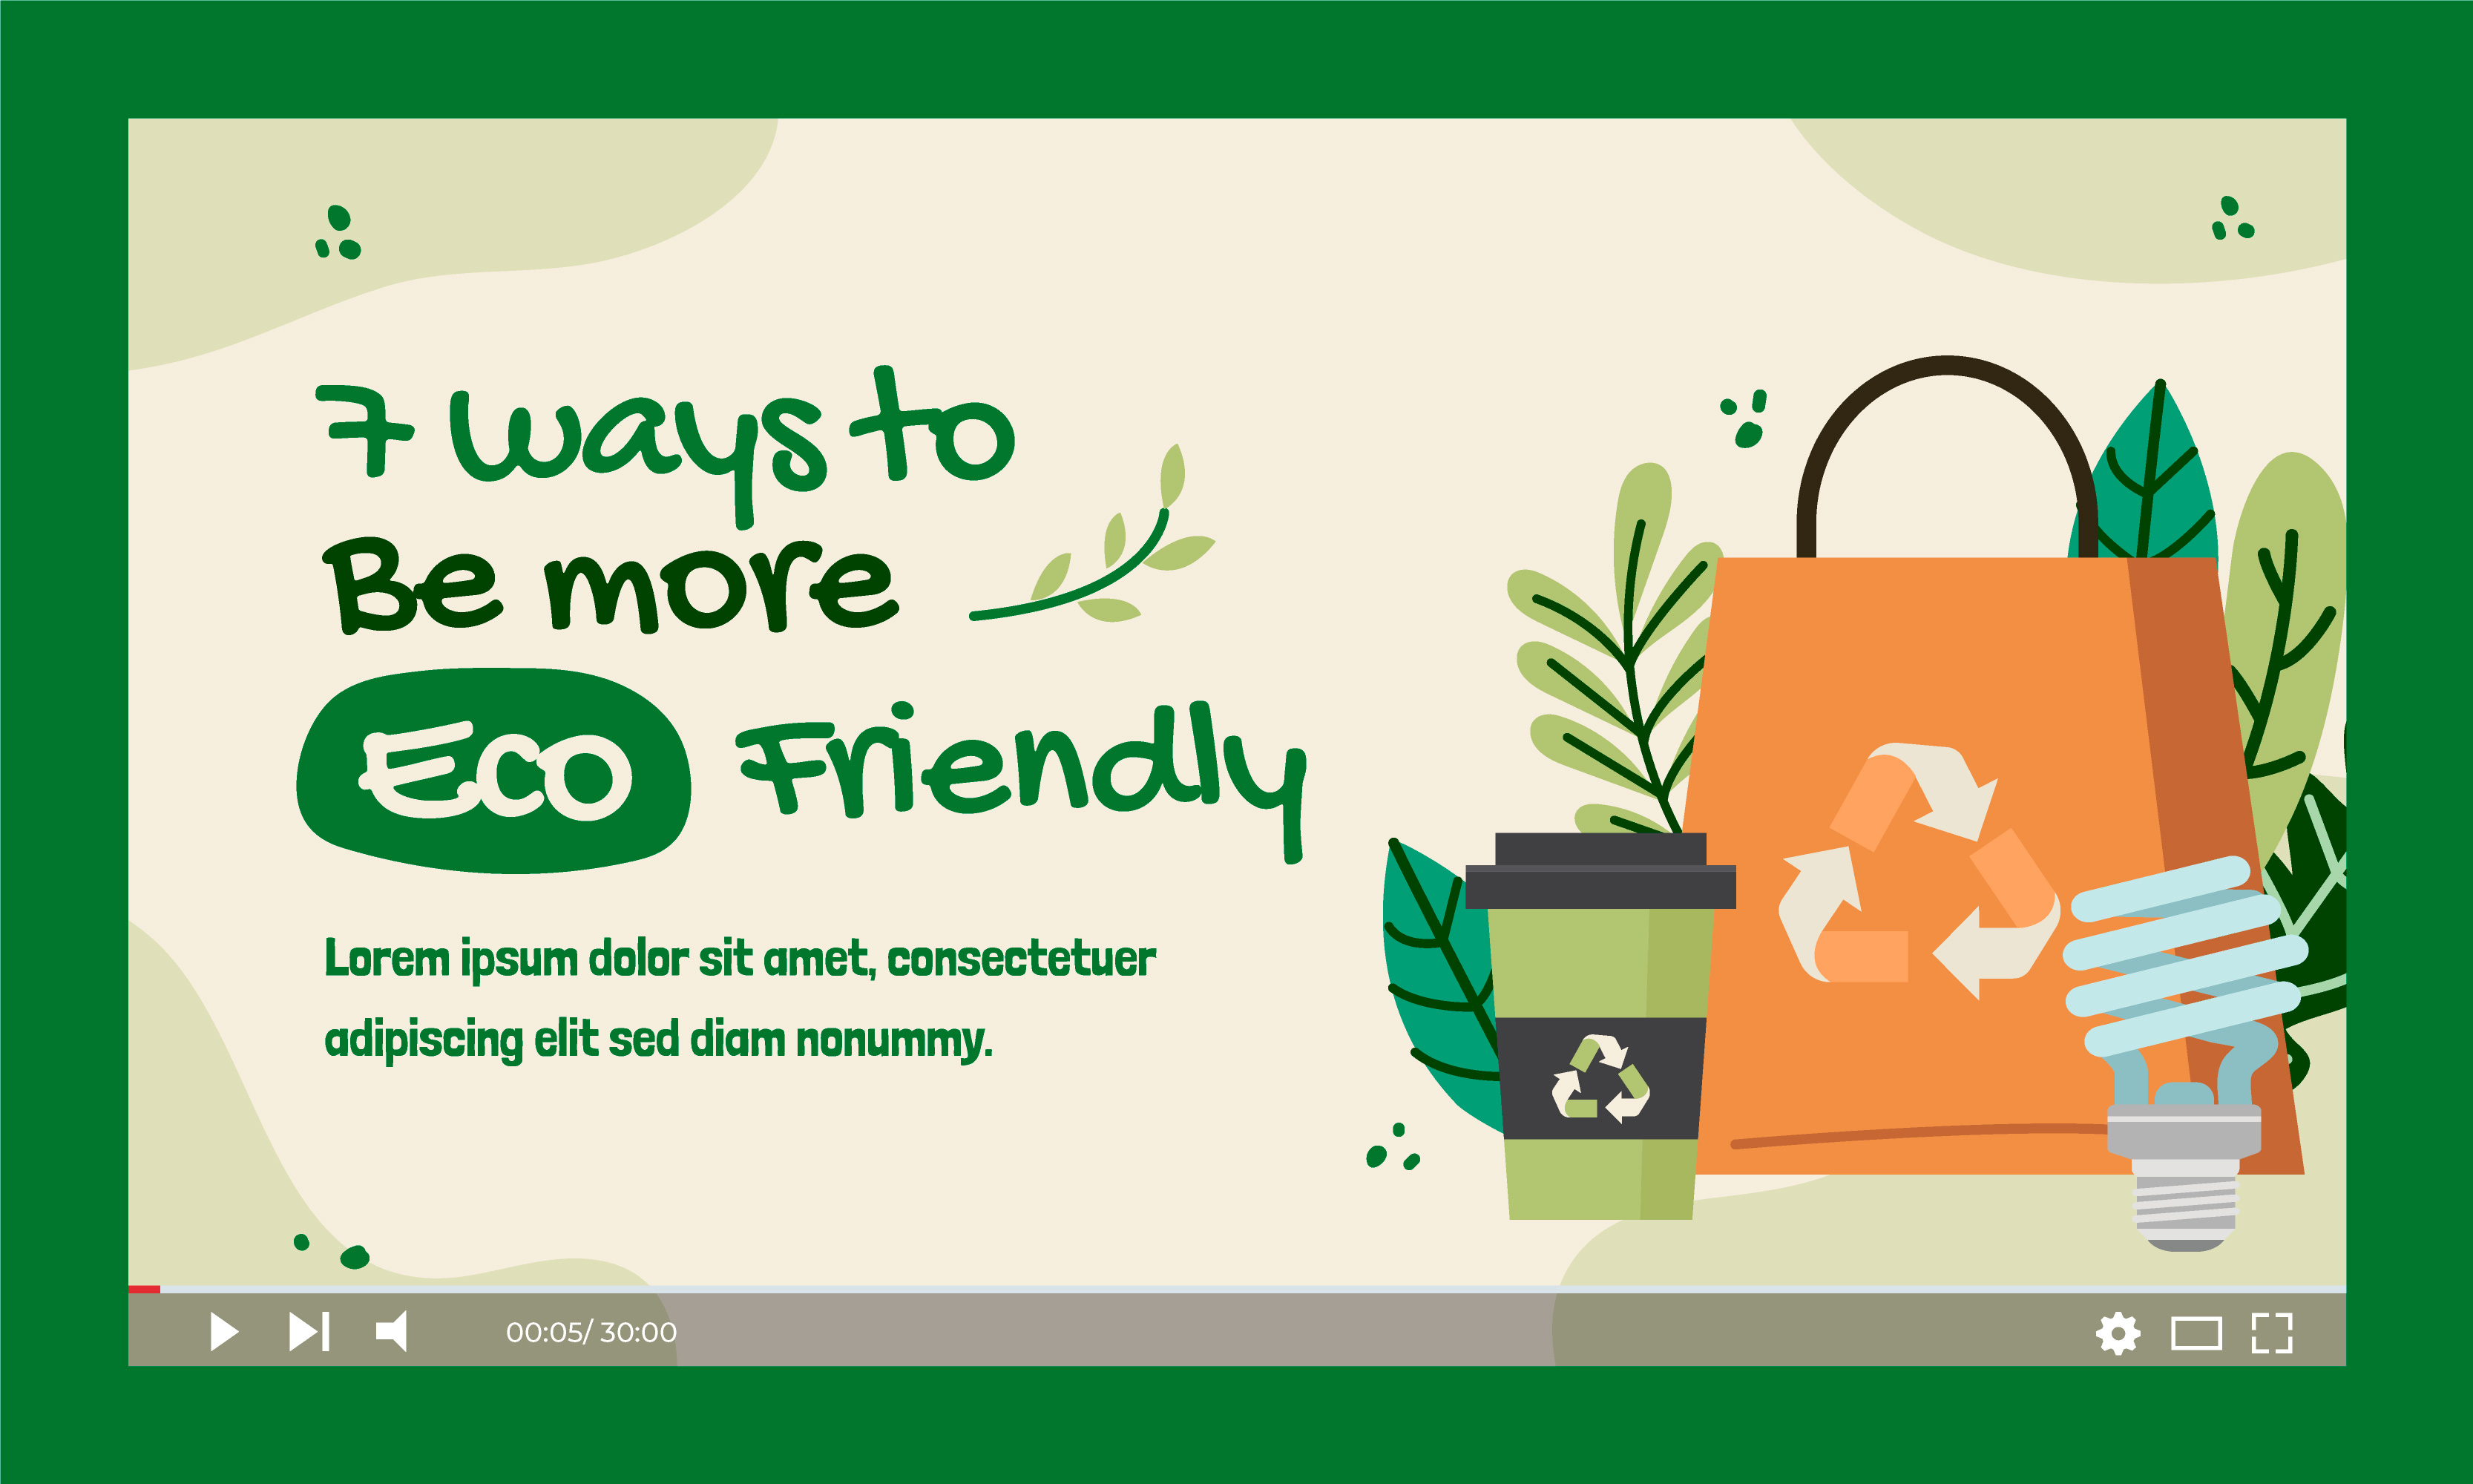 7 ways to
Be more
Eco Friendly
Lorem ipsum dolor sit amet, consectetuer
adipiscing elit sed diam nonummy.
00:05/ 30:00